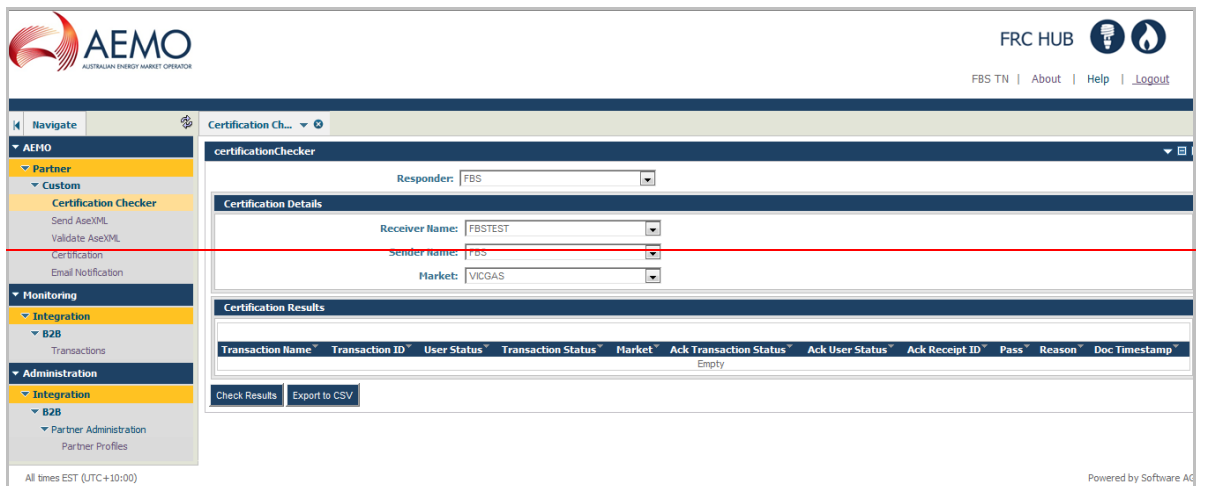 AEMO
AUSTRALIAN ENERGY MARKET OPERATOR
FRC HUB
FBS TN | About | Help | Logout
Navigate
Certification Ch...
AEMO
certificationChecker
Partner
Responder: FBS
Custom
Certification Checker
Certification Details
Send AseXML
Receiver Name: FBSTEST
Validate AseXML
Certification
Sender Name: FBS
Email Notification
Market: VICGAS
Monitoring
Certification Results
Integration
B2B
Transactions
Transaction Name Transaction ID User Status Transaction Status Market Ack Transaction Status Ack User Status Ack Receipt ID Pass Reason Doc Timestamp
Empty
Administration
Integration
Check Results Export to CSV
B2B
Partner Administration
Partner Profiles
All times EST (UTC+10:00)
Powered by Software AG